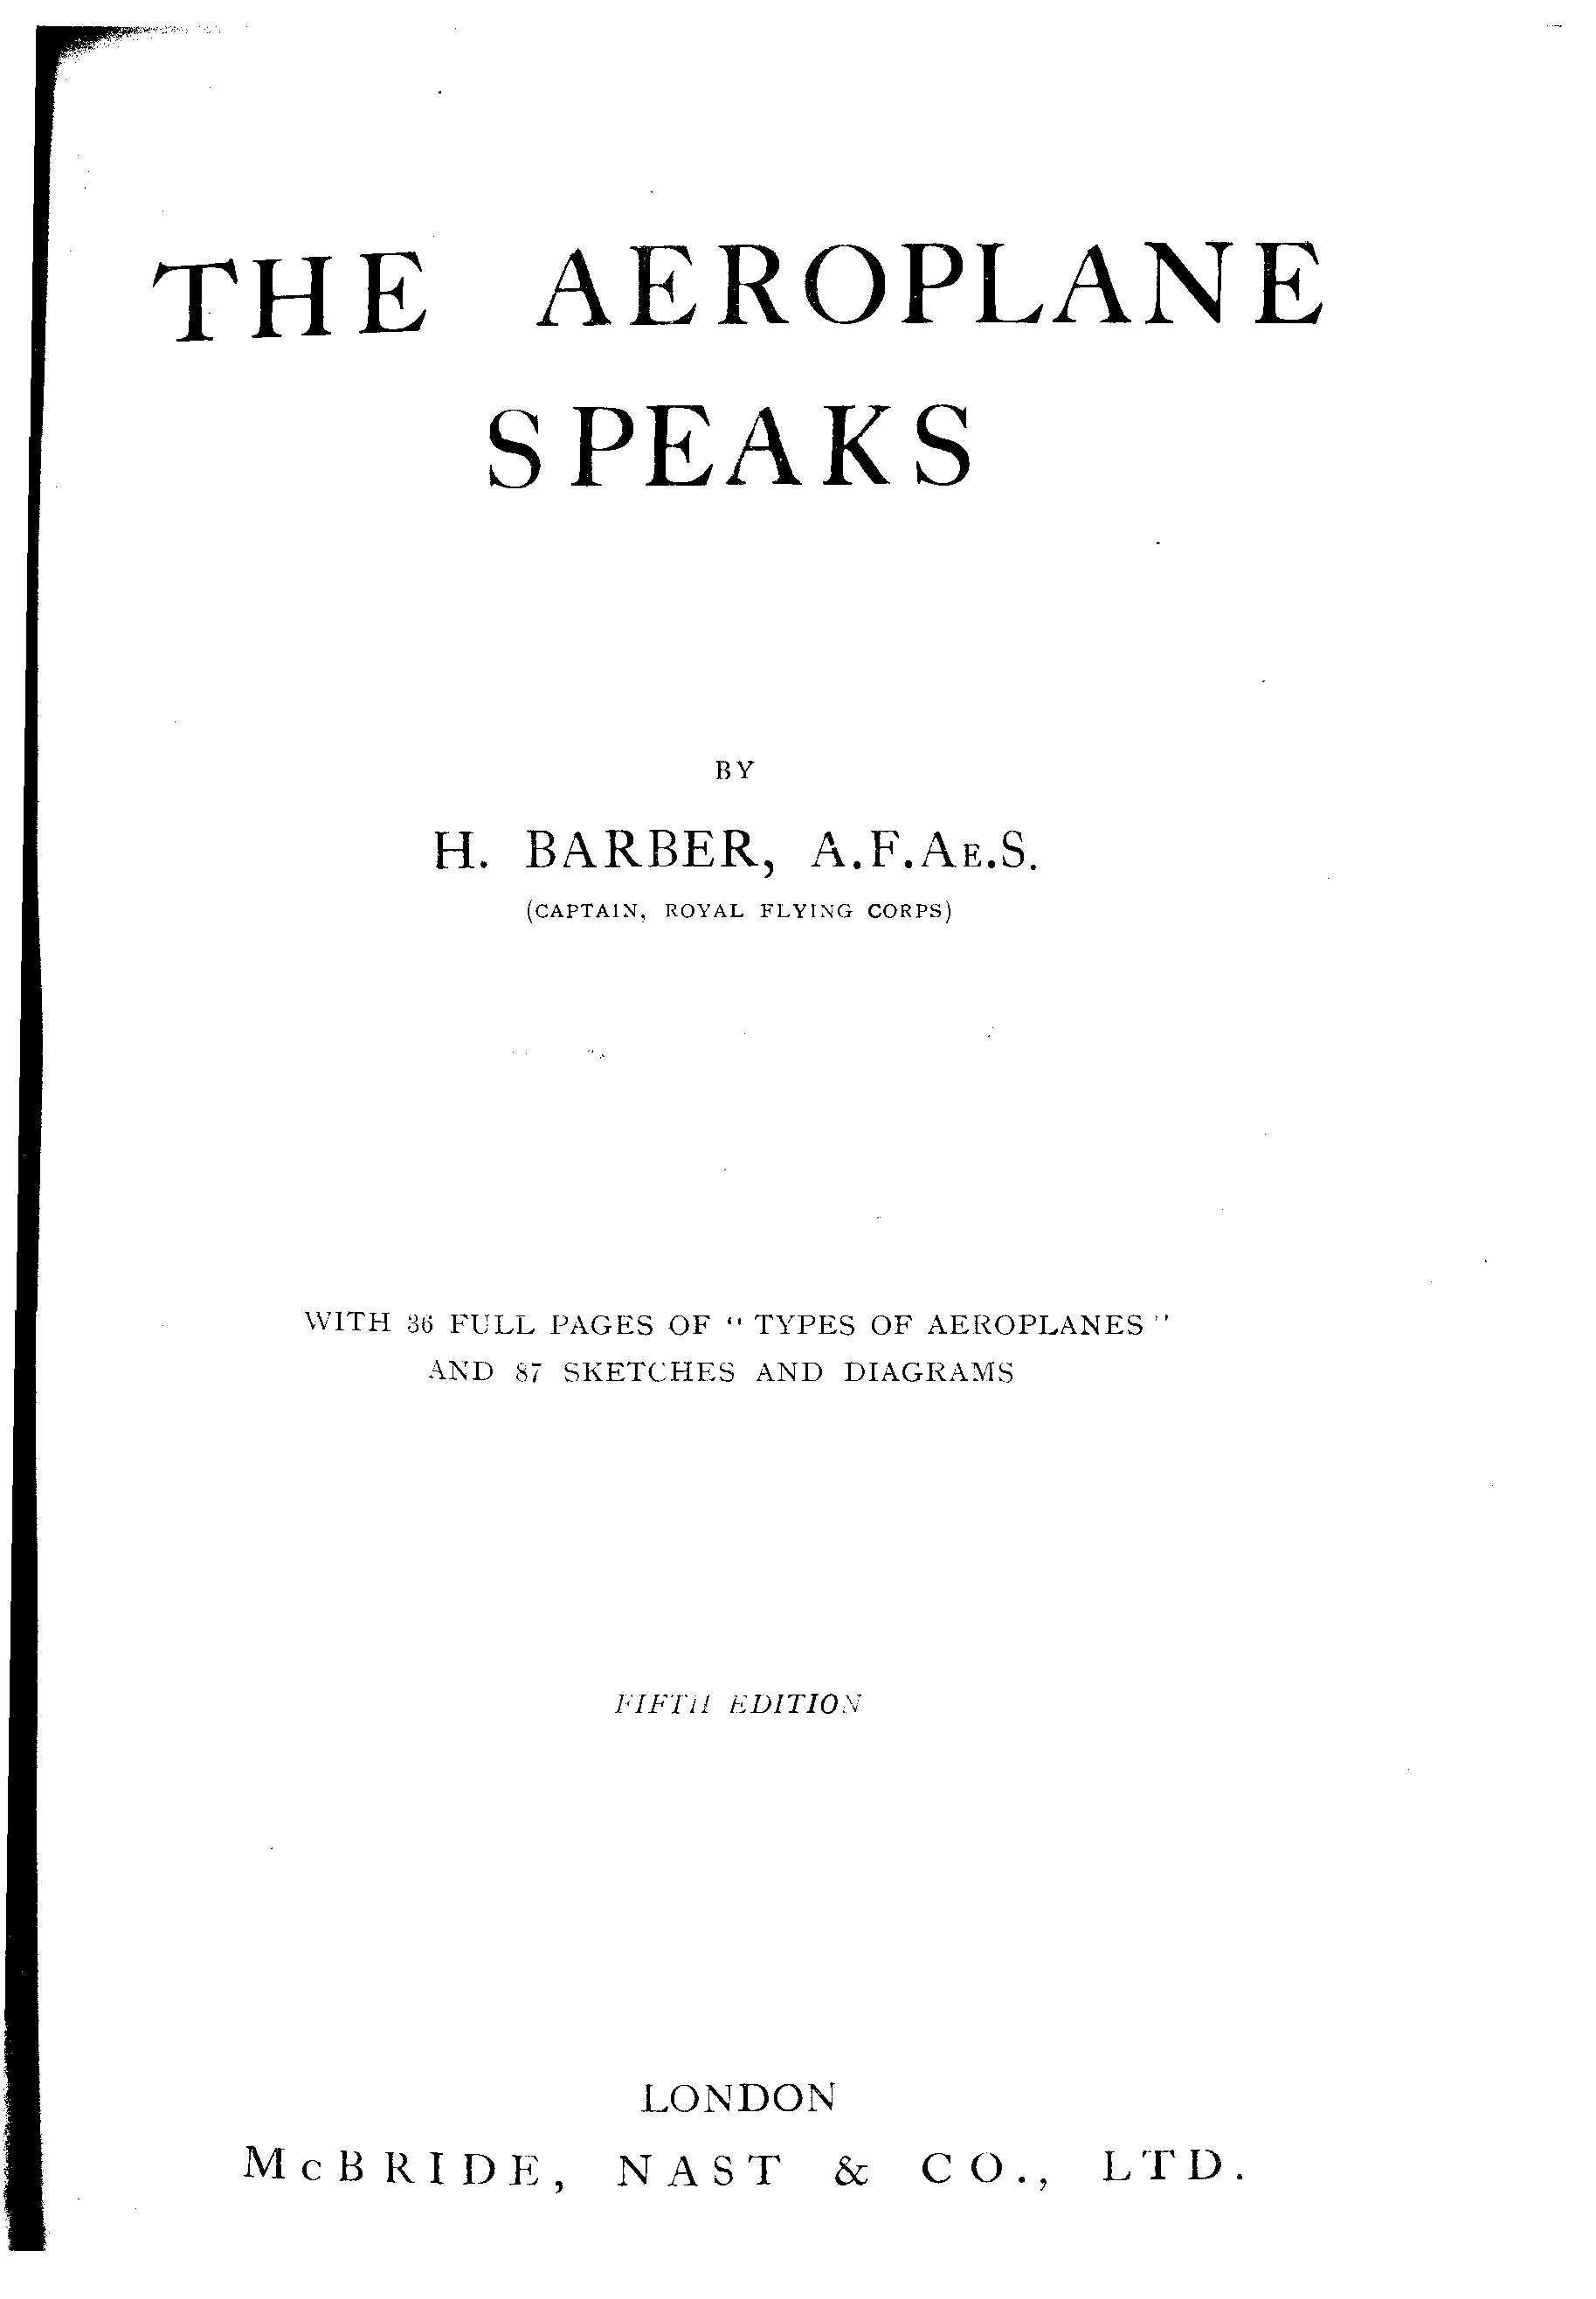 THE AEROPLANE
SPEAKS
BY
H. BARBER, A.F.AE.S.
(CAPTAIN, ROYAL FLYING CORPS)
WITH 36 FULL PAGES OF "TYPES OF AEROPLANES"
AND 87 SKETCHES AND DIAGRAMS
FIFTH EDITION
LONDON
McBRIDE, NAST & CO., LTD.